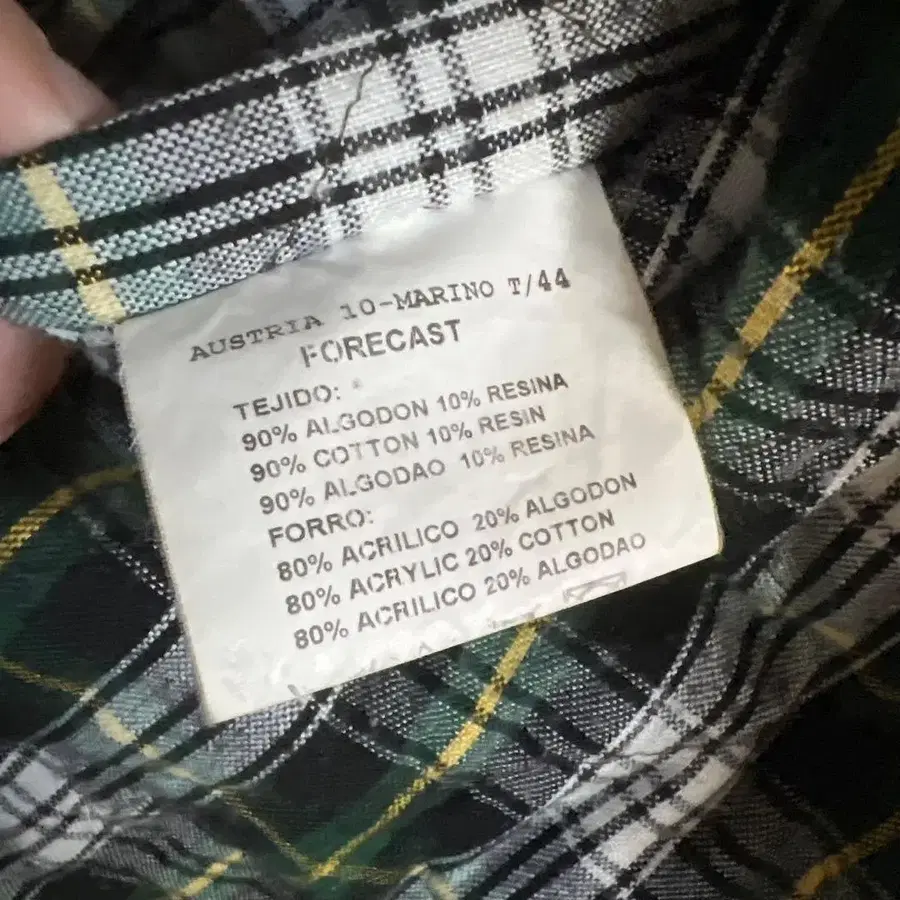 AUSTRIA 10-MARINO T/44
FORECAST
TEJIDO:
90% ALGODON 10% RESINA
90% COTTON 10% RESIN
90% ALGODAO 10% RESINA
FORRO:
80% ACRILICO 20% ALGODON
80% ACRYLIC 20% COTTON
80% ACRILICO 20% ALGODAO